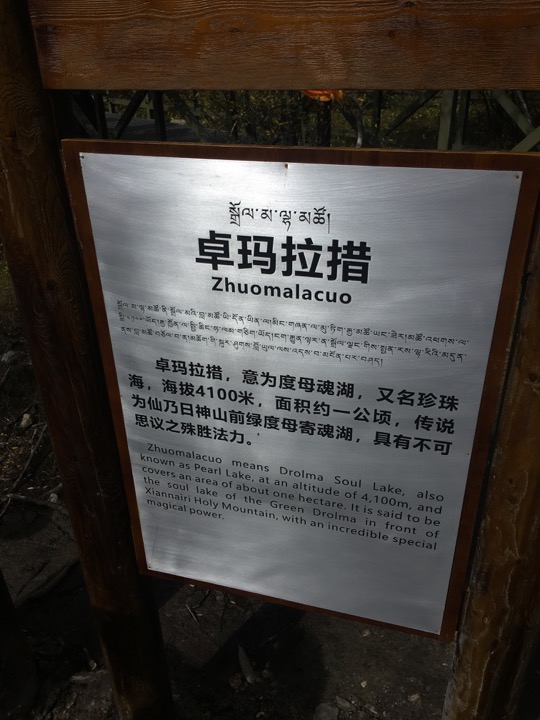 སྒྲོལ་མ་ལྷ་མཚོ།
卓玛拉措
Zhuomalacuo
卓玛拉措，意为度母魂湖，又名珍珠
海，海拔4100米，面积约一公顷，传说
为仙乃日神山前绿度母寄魂湖，具有不可
思议之殊胜法力。
Zhuomalacuo means Drolma Soul Lake, also
known as Pearl Lake, at an altitude of 4,100m, and
covers an area of about one hectare. It is said to be
the soul lake of the Green Drolma in front of
Xiannairi Holy Mountain, with an incredible special
magical power.